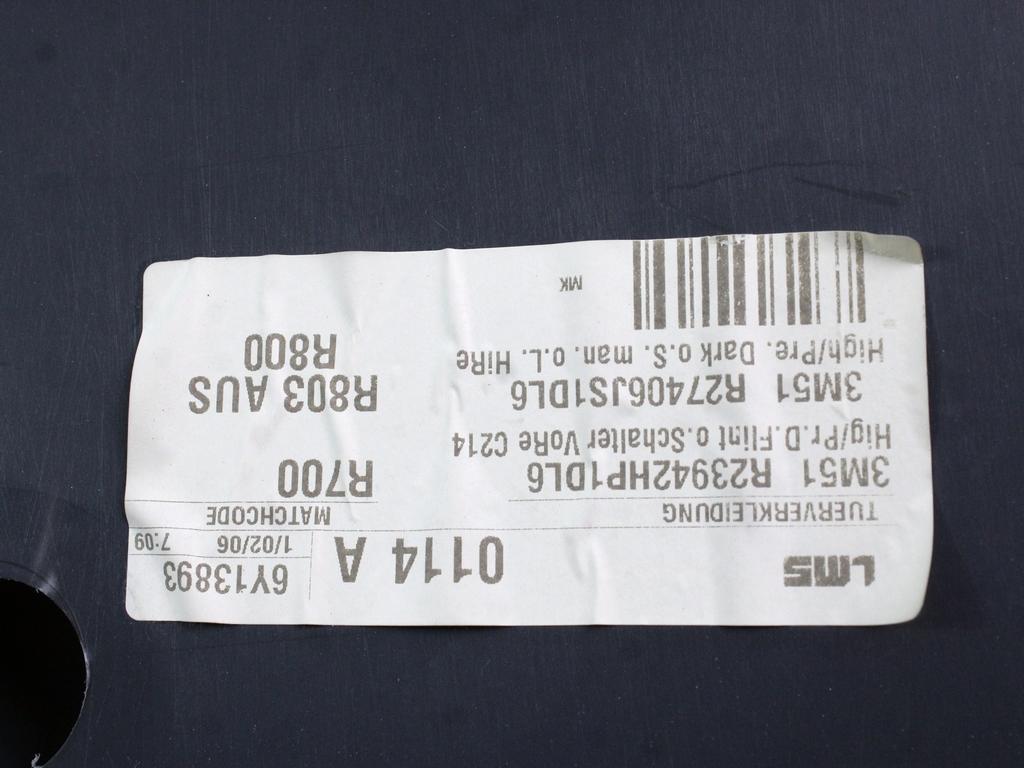 LMS 0114 A 6Y13893
1/02/06 7:09
TUERVERKLEIDUNG MATCHCODE
3M51 R23942HP1DL6 R700
Hig/Pr.D.Flint o.Schalter VoRe C214
3M51 R27406JS1DL6 R803 AUS
High/Pre. Dark o.S. man. o.L. HiRe R800
MK